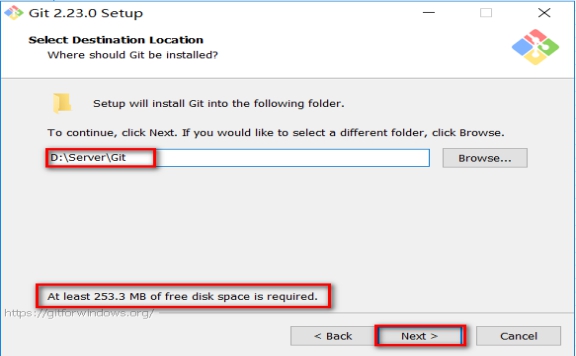 Git 2.23.0 Setup
Select Destination Location
Where should Git be installed?
Setup will install Git into the following folder.
To continue, click Next. If you would like to select a different folder, click Browse.
D:\Server\Git
Browse...
At least 253.3 MB of free disk space is required.
https://gitforwindows.org/
< Back
Next >
Cancel